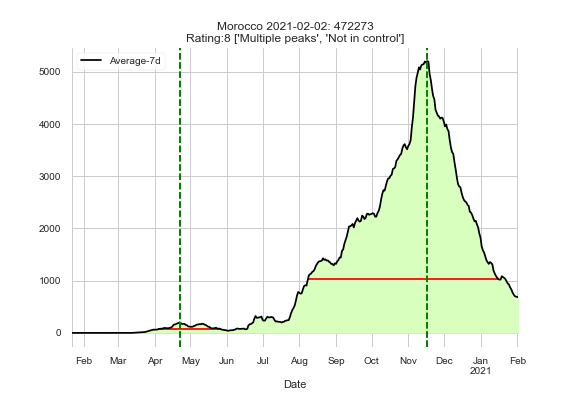 Morocco 2021-02-02: 472273
Rating:8 ['Multiple peaks', 'Not in control']
Average-7d
5000
4000
3000
2000
1000
0
Feb Mar Apr May Jun Jul Aug Sep Oct Nov Dec Jan Feb
2021
Date